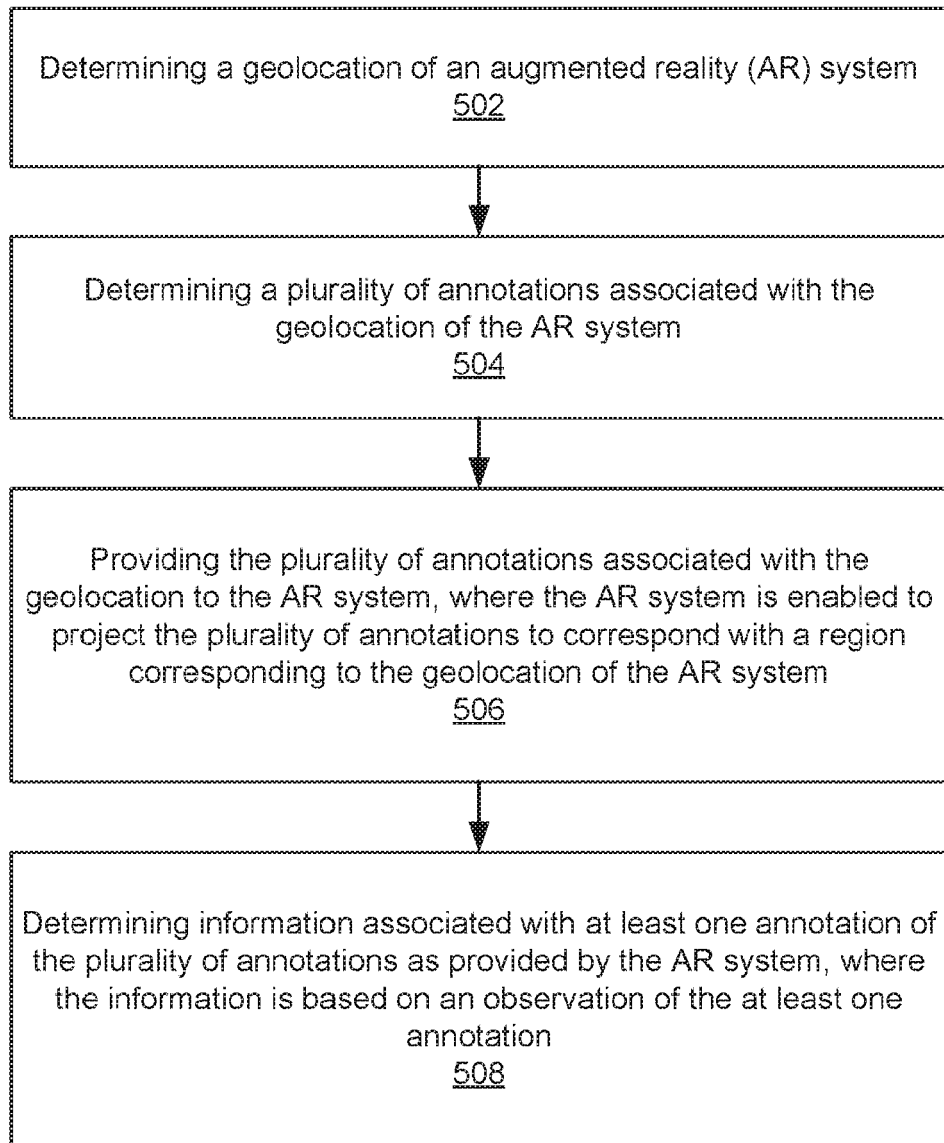 Determining a geolocation of an augmented reality (AR) system
502
Determining a plurality of annotations associated with the
geolocation of the AR system
504
Providing the plurality of annotations associated with the
geolocation to the AR system, where the AR system is enabled to
project the plurality of annotations to correspond with a region
corresponding to the geolocation of the AR system
506
Determining information associated with at least one annotation of
the plurality of annotations as provided by the AR system, where
the information is based on an observation of the at least one
annotation
508